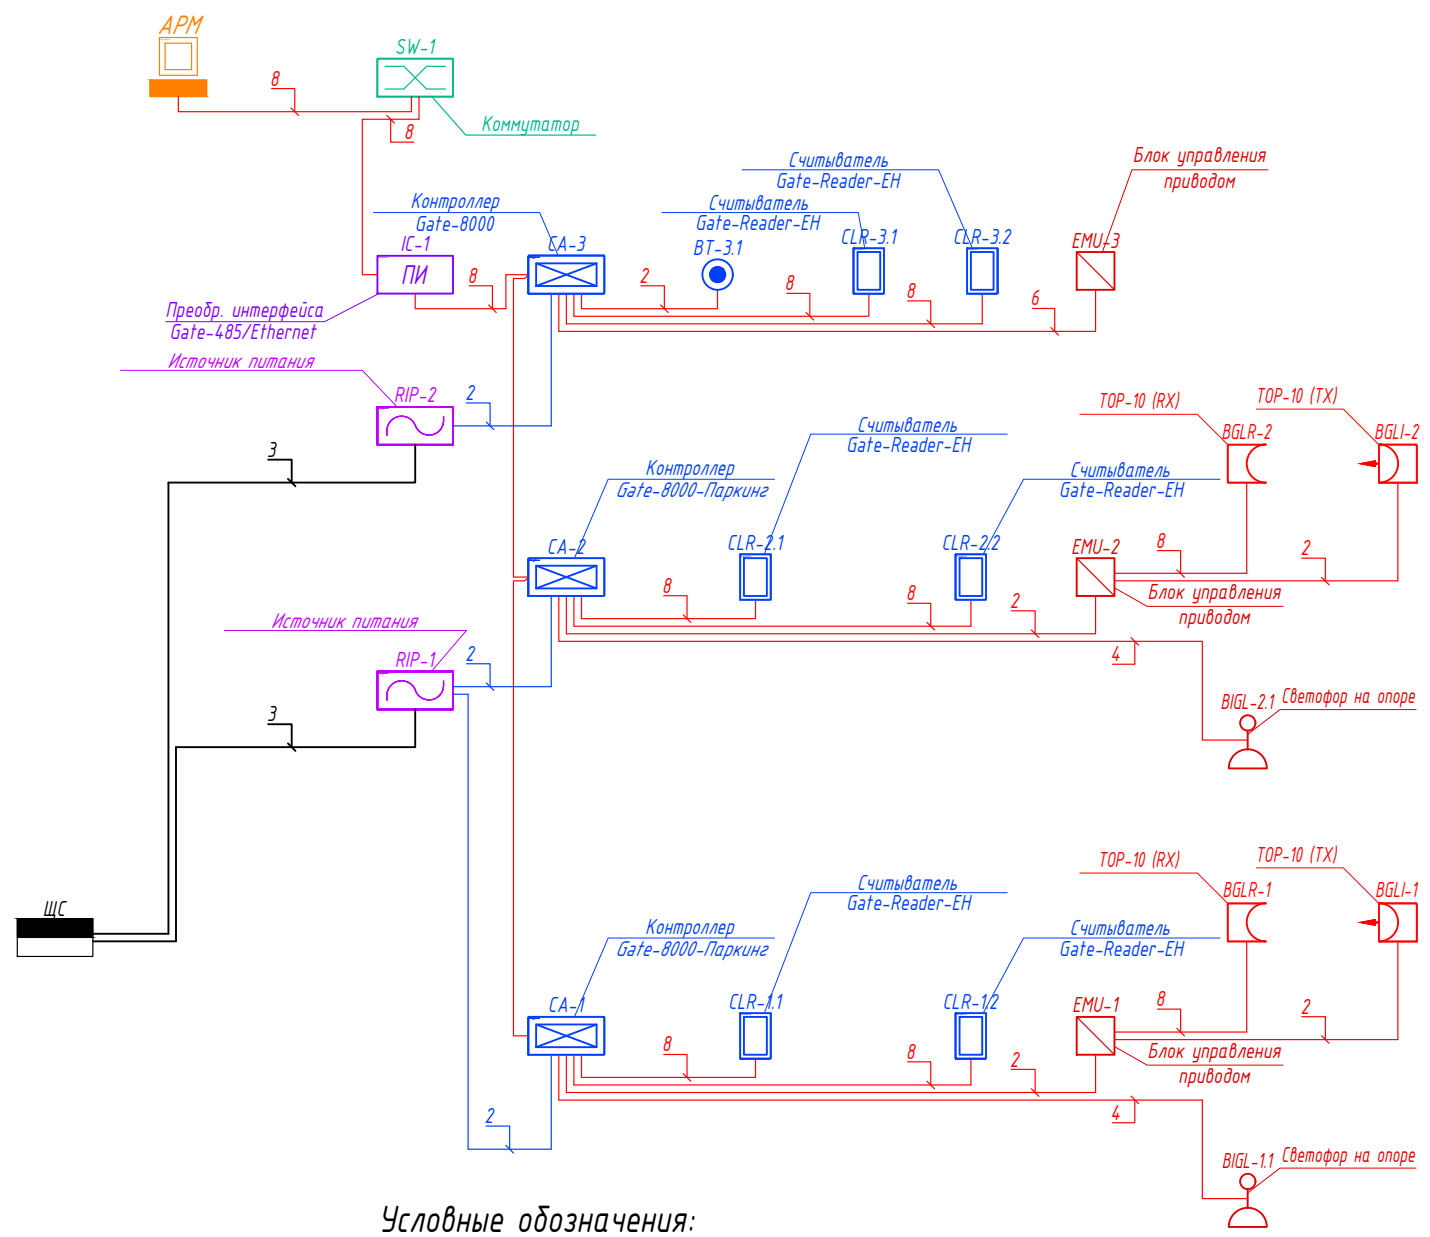 АРМ
SW-1
8
Коммутатор
8
Считыватель
Gate-Reader-EH
Блок управления
приводом
Контроллер
Gate-8000
Считыватель
Gate-Reader-EH
IC-1
ПИ
CA-3
BT-3.1
CLR-3.1
CLR-3.2
EMU-3
8
2
8
8
6
Преобр. интерфейса
Gate-485/Ethernet
Источник питания
RIP-2
2
3
Считыватель
Gate-Reader-EH
TOP-10 (RX)
TOP-10 (TX)
BGLR-2
BGLI-2
Контроллер
Gate-8000-Паркинг
Считыватель
Gate-Reader-EH
CA-2
CLR-2.1
CLR-2.2
EMU-2
8
2
8
8
2
Блок управления
приводом
4
Источник питания
RIP-1
2
3
BIGL-2.1
Светофор на опоре
Считыватель
Gate-Reader-EH
TOP-10 (RX)
TOP-10 (TX)
BGLR-1
BGLI-1
ЩС
Контроллер
Gate-8000-Паркинг
Считыватель
Gate-Reader-EH
CA-1
CLR-1.1
CLR-1.2
EMU-1
8
2
8
8
2
Блок управления
приводом
2
4
BIGL-1.1
Светофор на опоре
Условные обозначения: